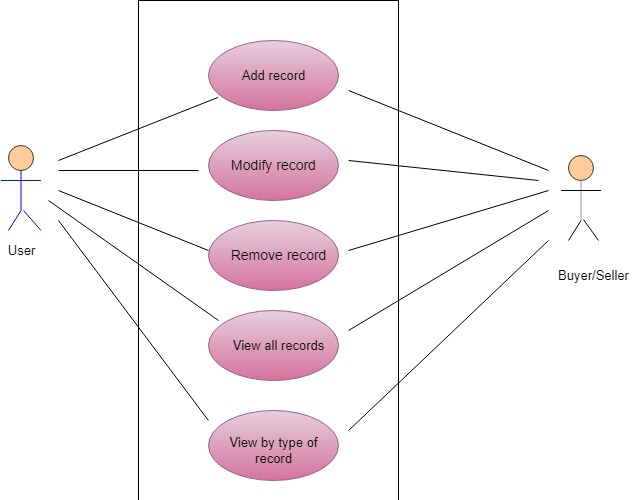 Add record
Modify record
Remove record
View all records
View by type of
record
User
Buyer/Seller